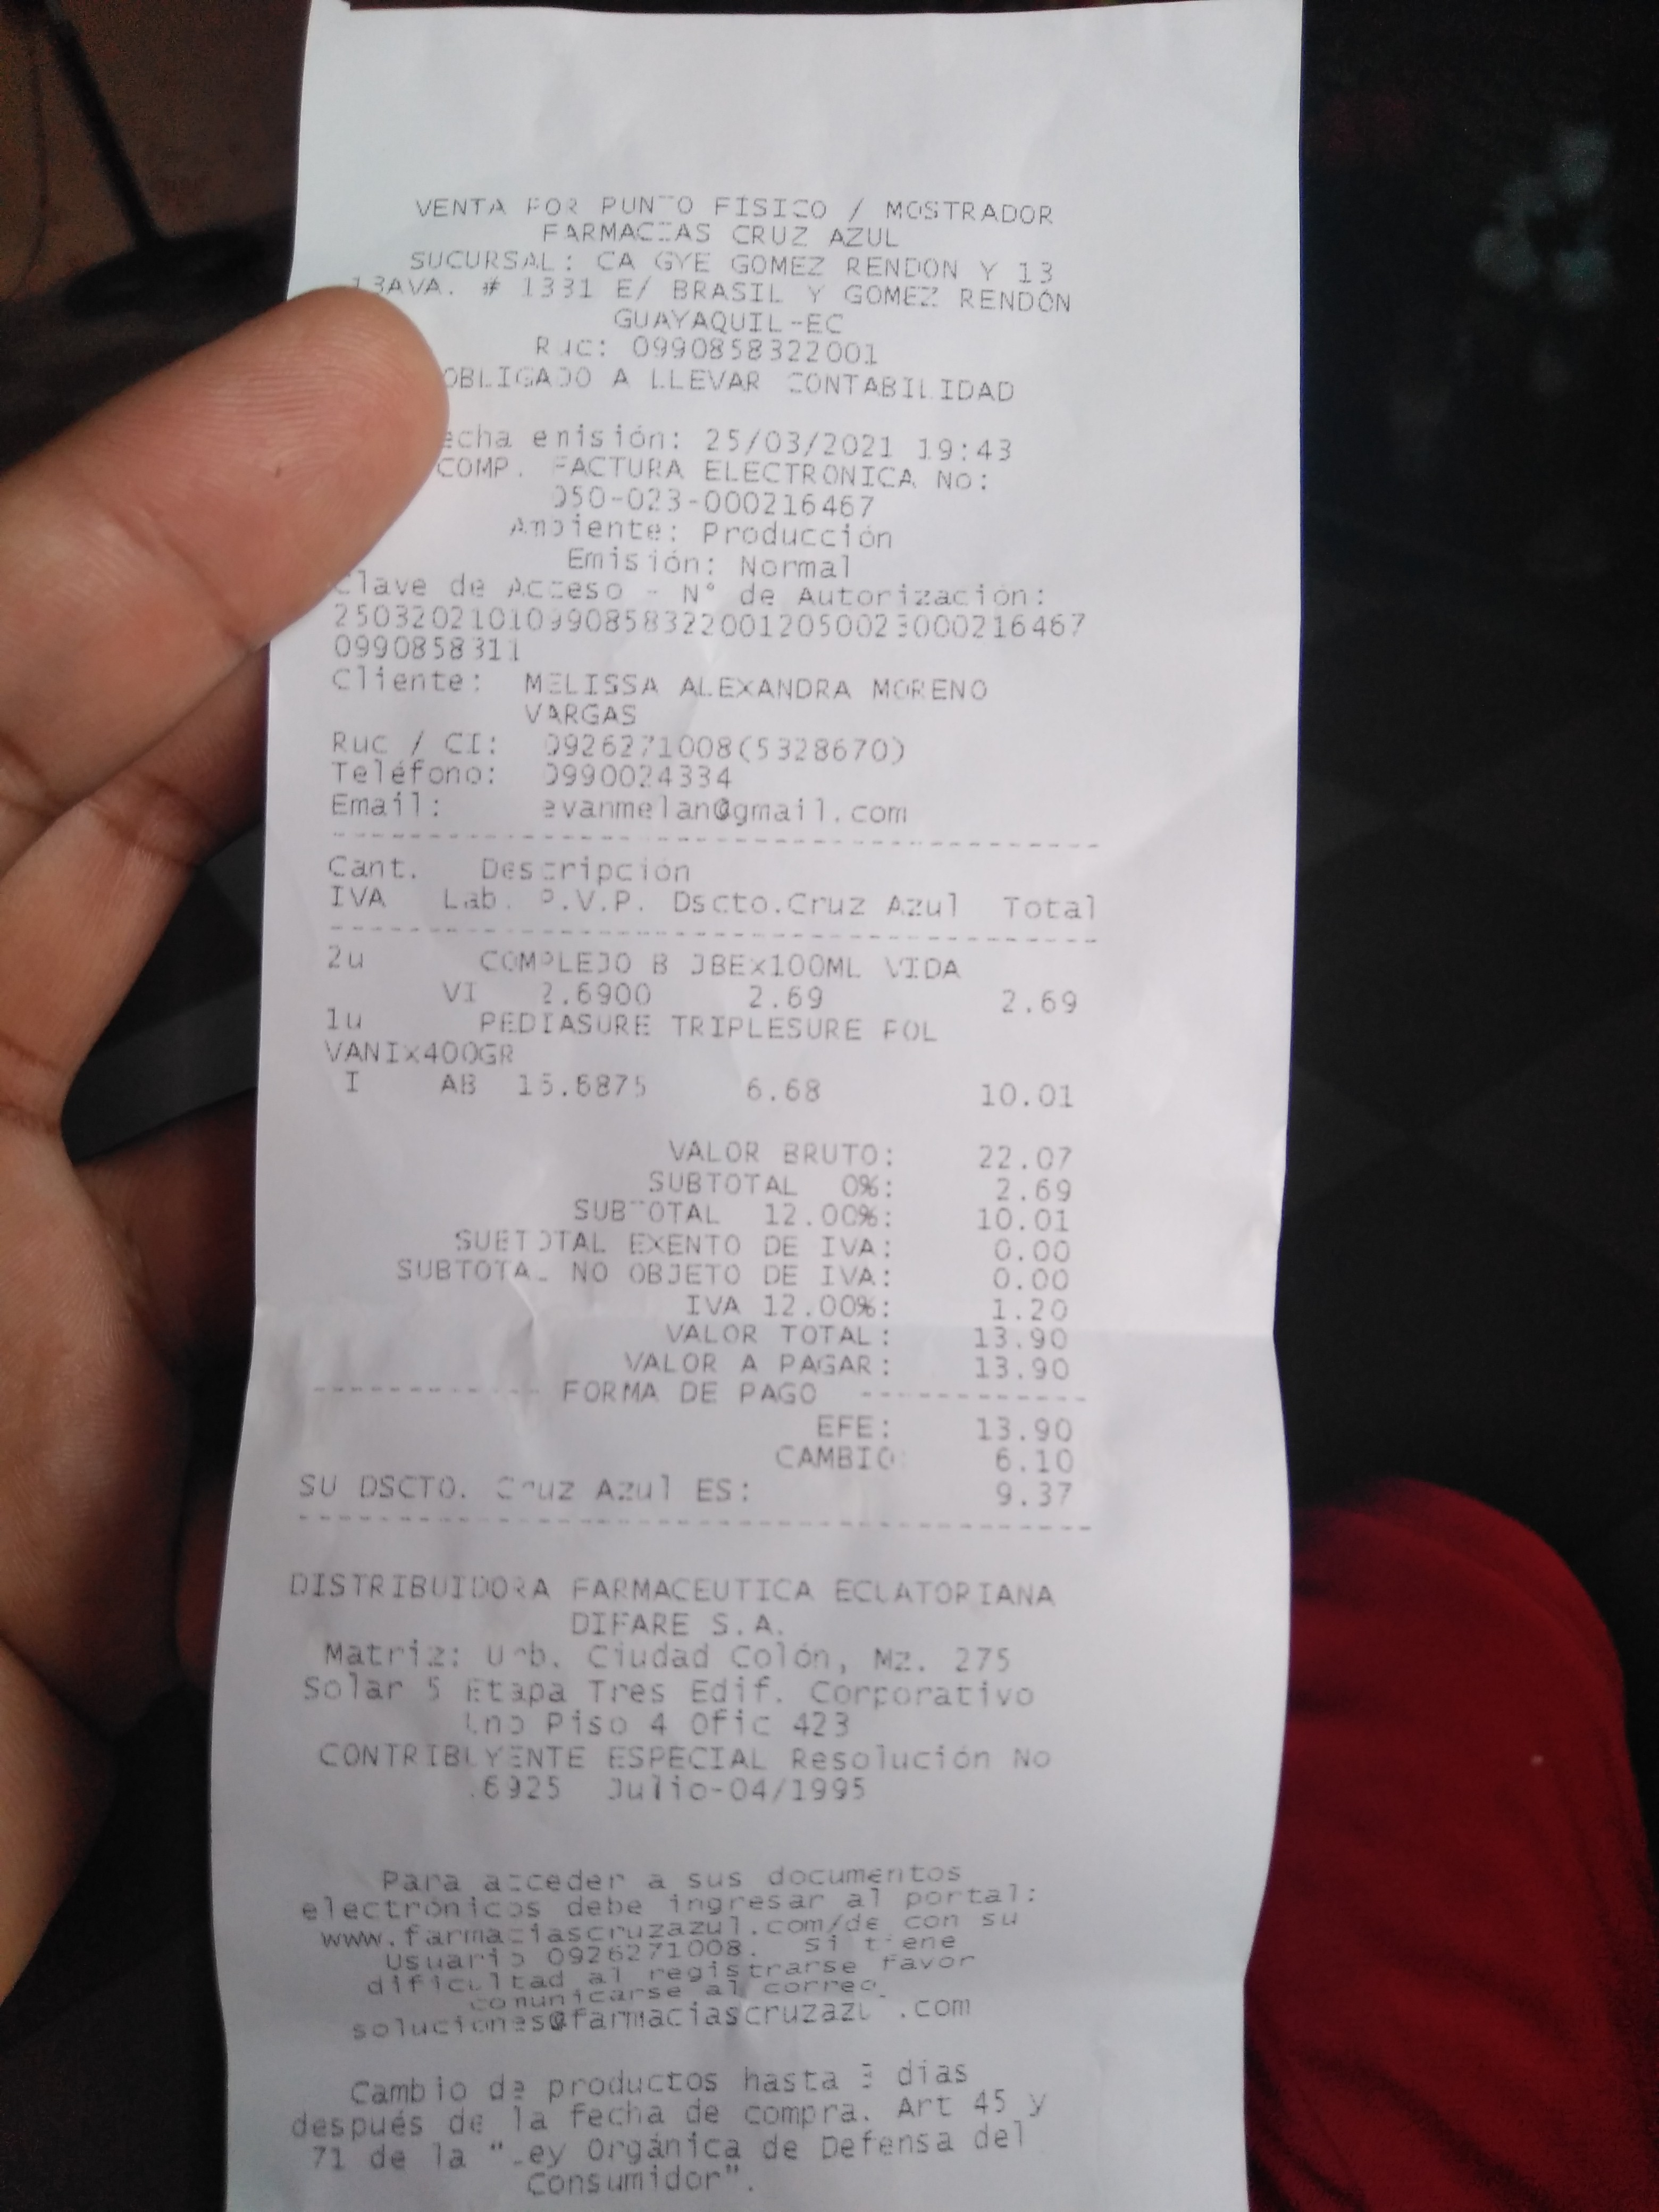 VENTA POR PUNTO FÍSICO / MOSTRADOR
FARMACIAS CRUZ AZUL
SUCURSAL: CA GYE GOMEZ RENDON Y 13
13AVA. # 1331 E/ BRASIL Y GOMEZ RENDÓN
GUAYAQUIL-EC
Ruc: 0990858322001
OBLIGADO A LLEVAR CONTABILIDAD
echa emisión: 25/03/2021 19:43
COMP. FACTURA ELECTRONICA No:
050-023-000216467
Ambiente: Producción
Emisión: Normal
Clave de Acceso - N° de Autorización:
250320210109908583220012050023000216467
0990858311
Cliente: MELISSA ALEXANDRA MORENO
VARGAS
Ruc / CI: 0926271008(5328670)
Teléfono: 0990024334
Email: evanmelan@gmail.com
Cant. Descripción
IVA Lab. P.V.P. Dscto.Cruz Azul Total
2u COMPLEJO B JBEx100ML VIDA
VI 2.6900 2.69 2.69
1u PEDIASURE TRIPLESURE POL
VANIx400GR
I AB 16.6875 6.68 10.01
VALOR BRUTO: 22.07
SUBTOTAL 0%: 2.69
SUBTOTAL 12.00%: 10.01
SUBTOTAL EXENTO DE IVA: 0.00
SUBTOTAL NO OBJETO DE IVA: 0.00
IVA 12.00%: 1.20
VALOR TOTAL: 13.90
VALOR A PAGAR: 13.90
------------ FORMA DE PAGO ------------
EFE: 13.90
CAMBIO: 6.10
SU DSCTO. Cruz Azul ES: 9.37
DISTRIBUIDORA FARMACEUTICA ECUATORIANA
DIFARE S.A.
Matriz: Urb. Ciudad Colón, Mz. 275
Solar 5 Etapa Tres Edif. Corporativo
Uno Piso 4 Ofic 423
CONTRIBUYENTE ESPECIAL Resolución No
6925 Julio-04/1995
Para acceder a sus documentos
electrónicos debe ingresar al portal:
www.farmaciascruzazul.com/de con su
Usuario 0926271008. Si tiene
dificultad al registrarse favor
comunicarse al correo
soluciones@farmaciascruzazul.com
Cambio de productos hasta 3 días
después de la fecha de compra. Art 45 y
71 de la "Ley Orgánica de Defensa del
Consumidor".